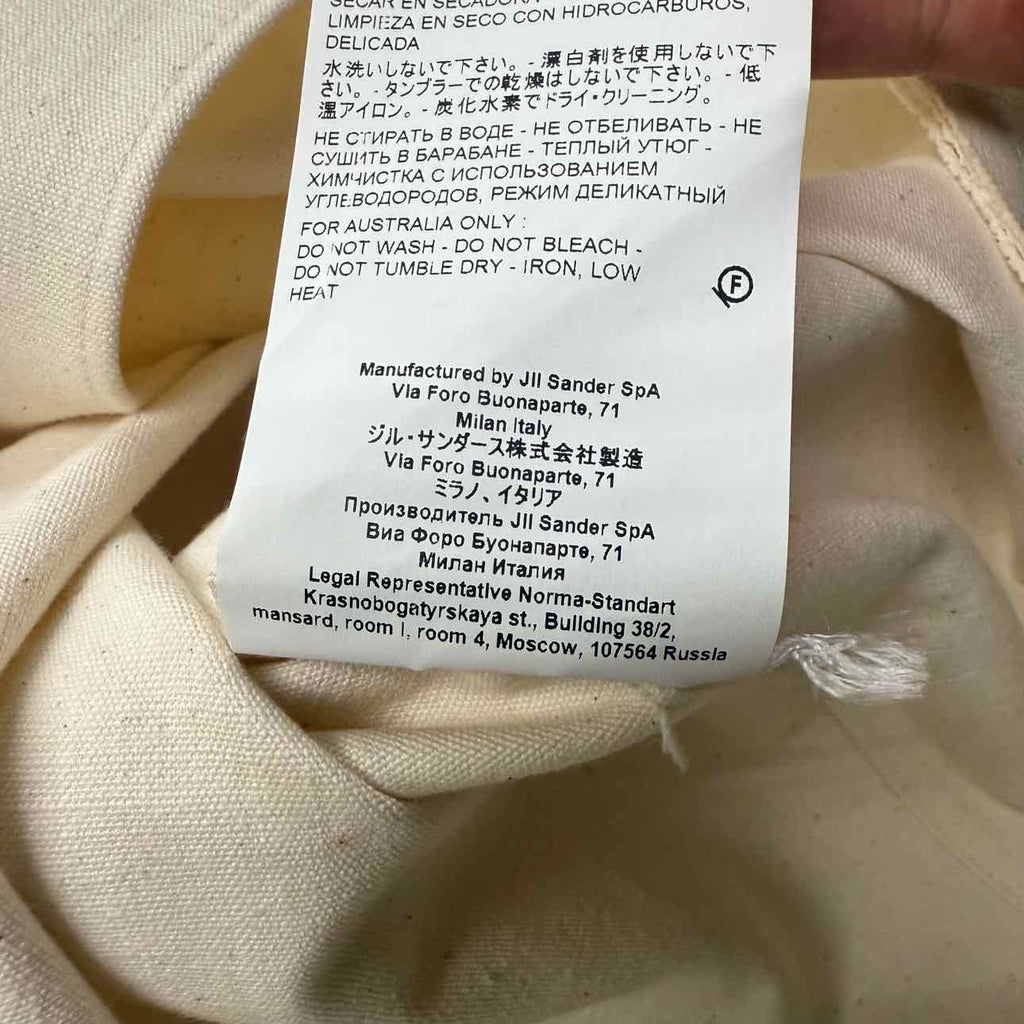 SECAR EN SECADORA
LIMPIEZA EN SECO CON HIDROCARBUROS,
DELICADA
水洗いしないで下さい。 - 漂白剤を使用しないで下
さい。 - タンブラーでの乾燥はしないで下さい。 - 低
温アイロン。 - 炭化水素でドライ・クリーニング。
НЕ СТИРАТЬ В ВОДЕ - НЕ ОТБЕЛИВАТЬ - НЕ
СУШИТЬ В БАРАБАНЕ - ТЕПЛЫЙ УТЮГ -
ХИМЧИСТКА С ИСПОЛЬЗОВАНИЕМ
УГЛЕВОДОРОДОВ, РЕЖИМ ДЕЛИКАТНЫЙ
FOR AUSTRALIA ONLY :
DO NOT WASH - DO NOT BLEACH -
DO NOT TUMBLE DRY - IRON, LOW
HEAT
F
Manufactured by Jil Sander SpA
Via Foro Buonaparte, 71
Milan Italy
ジル・サンダース株式会社製造
Via Foro Buonaparte, 71
ミラノ、イタリア
Производитель Jil Sander SpA
Виа Форо Буонапарте, 71
Милан Италия
Legal Representative Norma-Standart
Krasnobogatyrskaya st., Building 38/2,
mansard, room I, room 4, Moscow, 107564 Russia